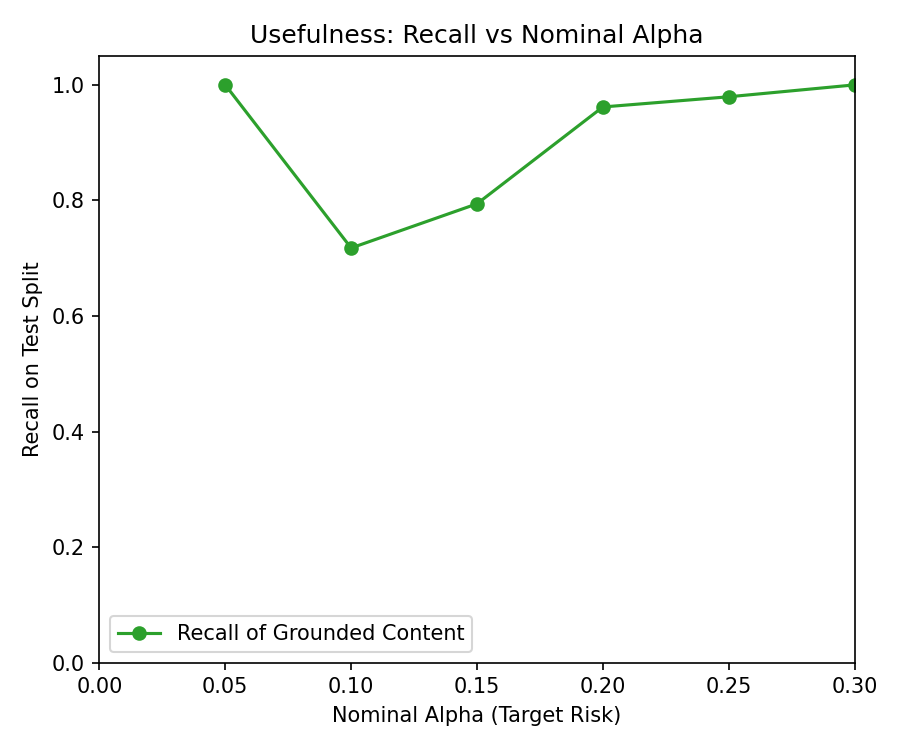 Usefulness: Recall vs Nominal Alpha
Recall on Test Split
1.0
0.8
0.6
0.4
0.2
0.0
Recall of Grounded Content
0.00 0.05 0.10 0.15 0.20 0.25 0.30
Nominal Alpha (Target Risk)